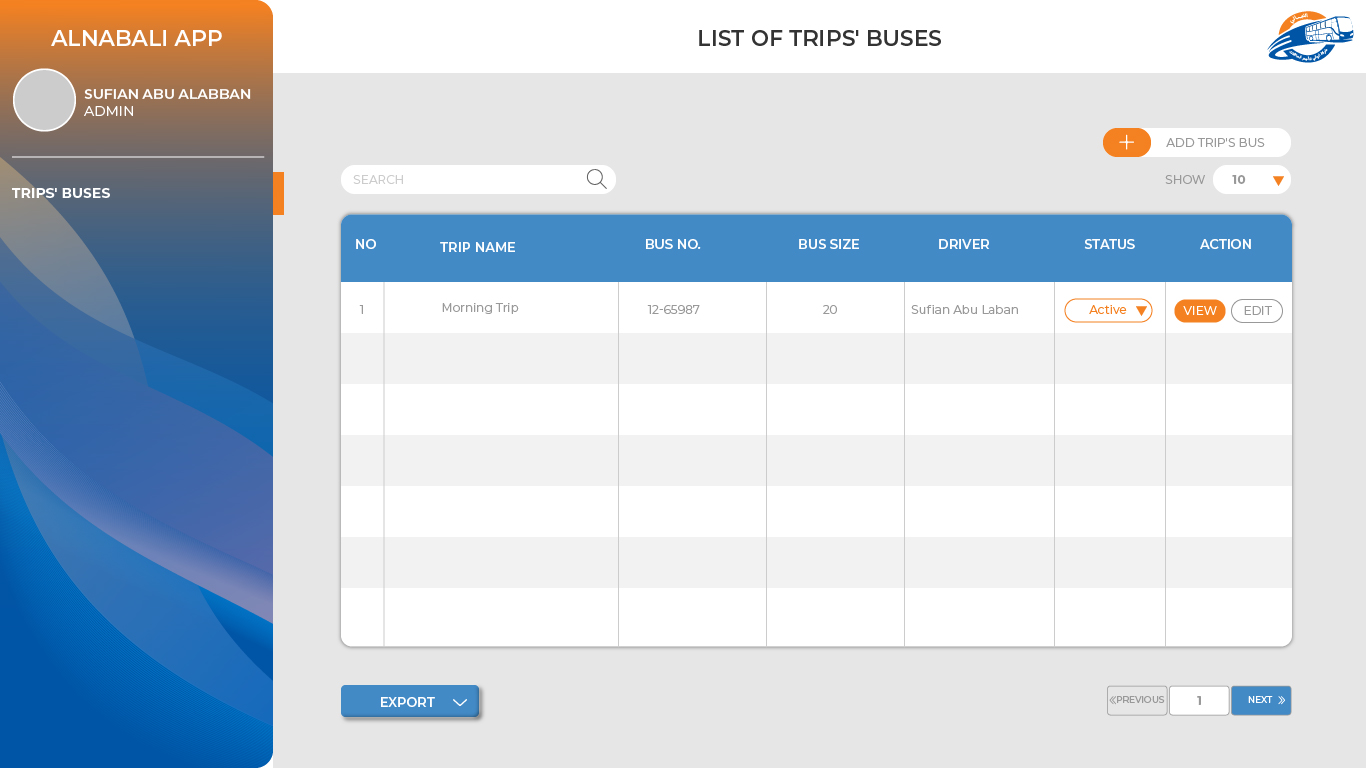 ALNABALI APP
SUFIAN ABU ALABBAN
ADMIN
TRIPS' BUSES
LIST OF TRIPS' BUSES
ADD TRIP'S BUS
SEARCH
SHOW 10
NO TRIP NAME BUS NO. BUS SIZE DRIVER STATUS ACTION
1 Morning Trip 12-65987 20 Sufian Abu Laban Active VIEW EDIT
EXPORT
PREVIOUS 1 NEXT